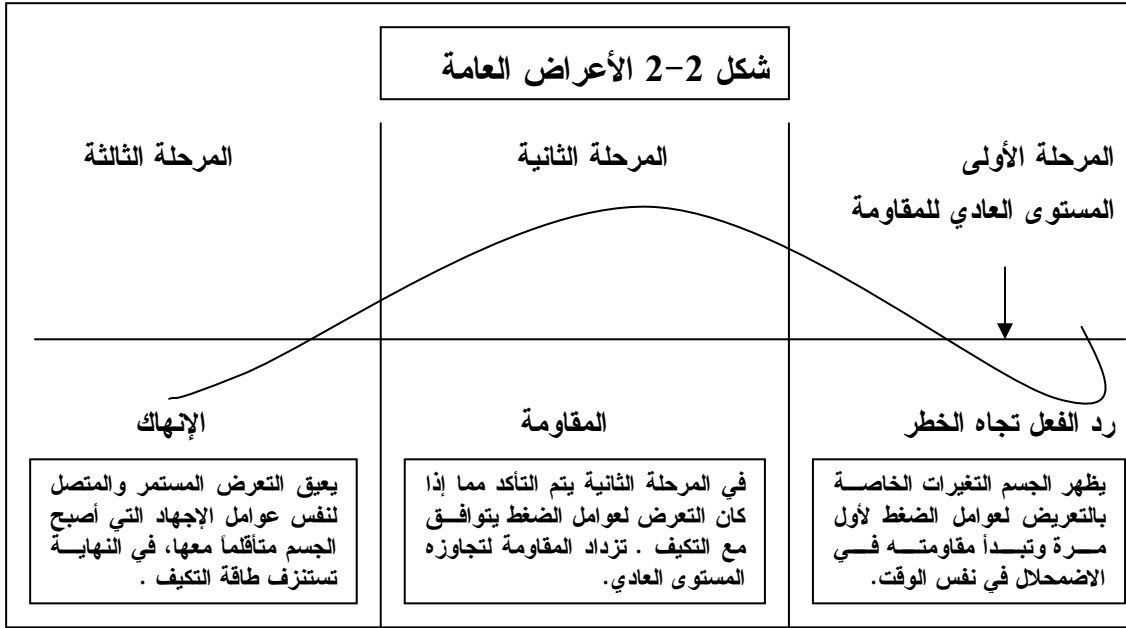 شكل 2-2 الأعراض العامة
المرحلة الأولى
المستوى العادي للمقاومة
المرحلة الثانية
المرحلة الثالثة
رد الفعل تجاه الخطر
يظهر الجسم التغيرات الخاصة
بالتعريض لعوامل الضغط لأول
مرة وتبدأ مقاومته في
الاضمحلال في نفس الوقت.
المقاومة
في المرحلة الثانية يتم التأكد مما إذا
كان التعرض لعوامل الضغط يتوافق
مع التكيف . تزداد المقاومة لتجاوزه
المستوى العادي.
الإنهاك
يعيق التعرض المستمر والمتصل
لنفس عوامل الإجهاد التي أصبح
الجسم متأقلماً معها، في النهاية
تستنزف طاقة التكيف .